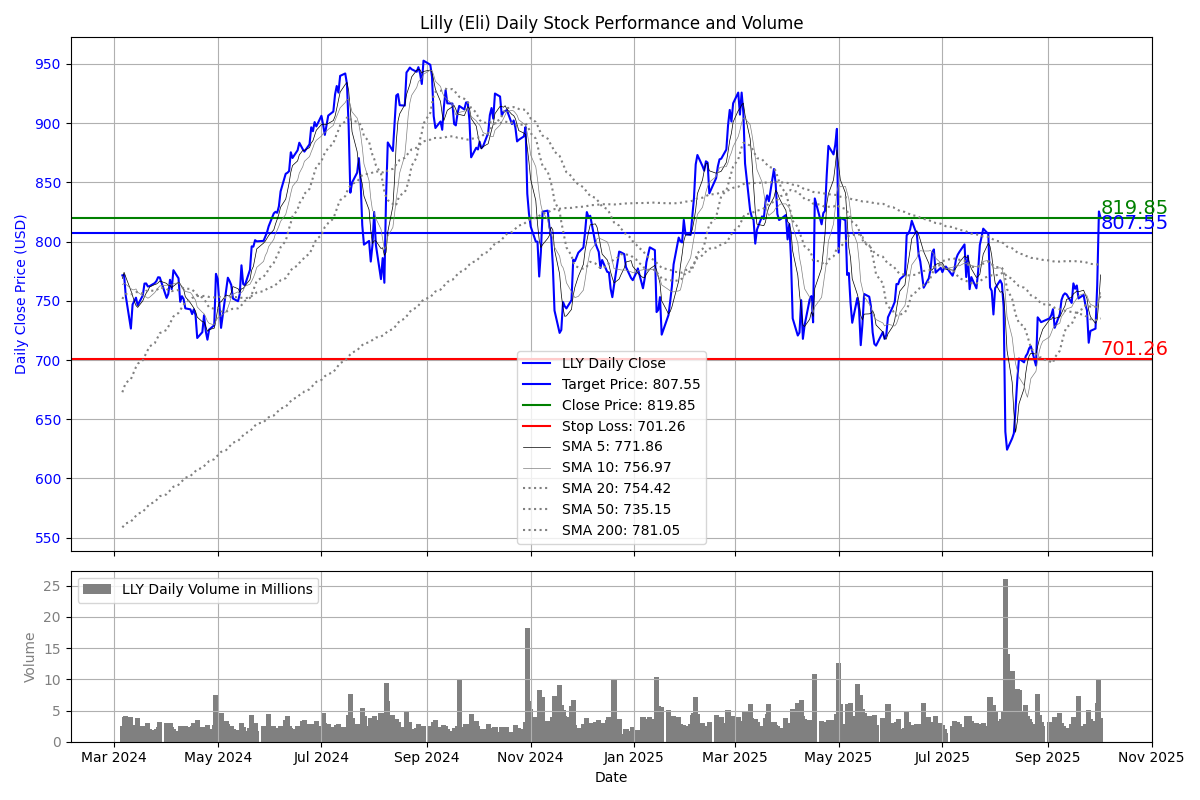 Lilly (Eli) Daily Stock Performance and Volume
Daily Close Price (USD)
950
900
850
800
750
700
650
600
550
819.85
807.55
701.26
LLY Daily Close
Target Price: 807.55
Close Price: 819.85
Stop Loss: 701.26
SMA 5: 771.86
SMA 10: 756.97
SMA 20: 754.42
SMA 50: 735.15
SMA 200: 781.05
LLY Daily Volume in Millions
Volume
25
20
15
10
5
0
Mar 2024 May 2024 Jul 2024 Sep 2024 Nov 2024 Jan 2025 Mar 2025 May 2025 Jul 2025 Sep 2025 Nov 2025
Date